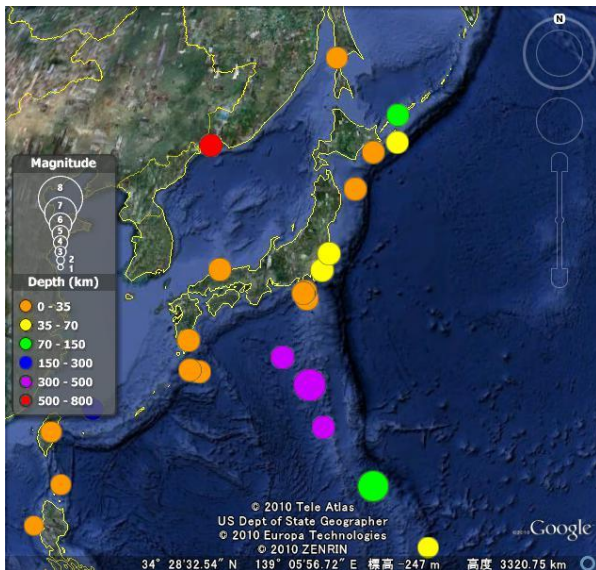 N
Magnitude
8
7
6
5
4
3
2
1
Depth (km)
0 - 35
35 - 70
70 - 150
150 - 300
300 - 500
500 - 800
© 2010 Tele Atlas
US Dept of State Geographer
© 2010 Europa Technologies
© 2010 ZENRIN
Google
34° 28'32.54" N 139° 05'56.72" E 標高 -247 m 高度 3320.75 km